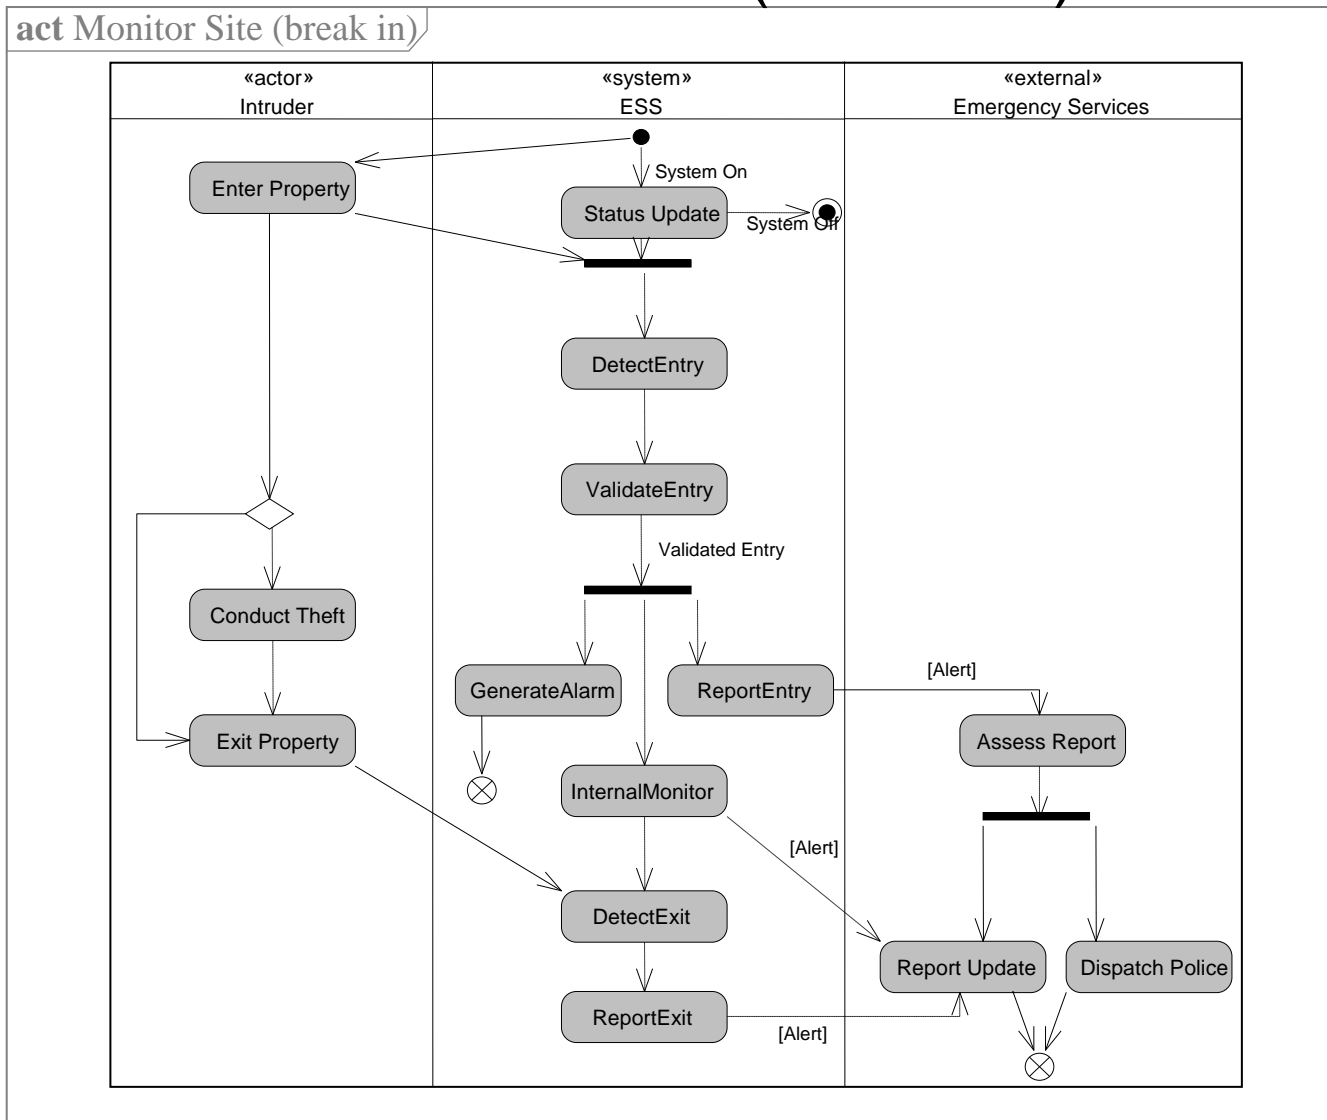 act Monitor Site (break in)
«actor»
Intruder
«system»
ESS
«external»
Emergency Services
System On
Enter Property
Status Update
System Off
DetectEntry
ValidateEntry
Validated Entry
Conduct Theft
GenerateAlarm
ReportEntry
[Alert]
Exit Property
Assess Report
InternalMonitor
[Alert]
DetectExit
Report Update
Dispatch Police
ReportExit
[Alert]